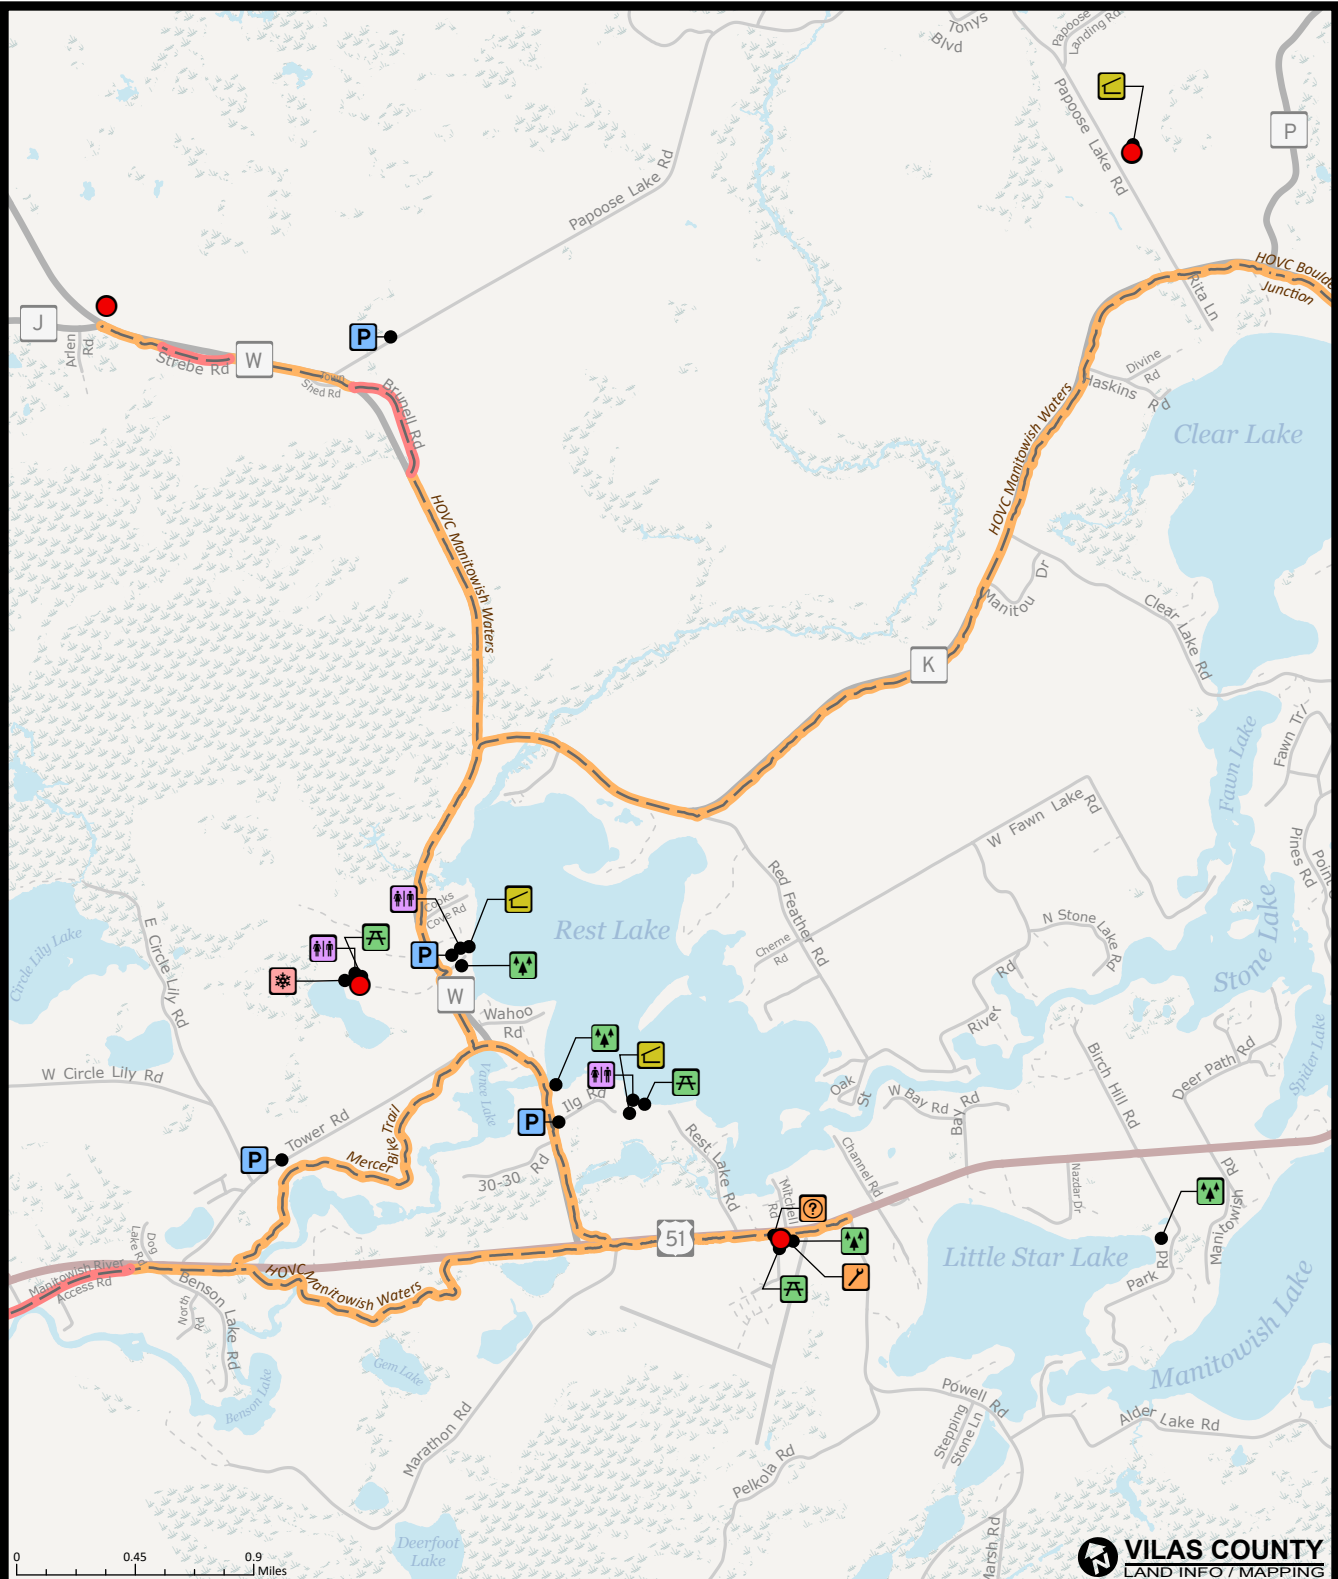 Tonys
Blvd
Papoose
Landing Rd
Papoose Lake Rd
P
Papoose Lake Rd
HOVC Boulde
Junction
Rita Ln
J
Arlen
Rd
Strebe Rd
W
P
Town
Shed Rd
Brunell Rd
Divine
Rd
Haskins Rd
Clear Lake
HOVC Manitowish Waters
HOVC Manitowish Waters
Manitou Dr
Clear Lake Rd
K
Fawn Lake
Fawn Trl
W Fawn Lake Rd
Pines Rd
Pointe
Red Feather Rd
Cooks
Cove Rd
Rest Lake
Cherne
Rd
N Stone Lake Rd
Stone Lake
Circle Lily Lake
E Circle Lily Rd
P
W
Wahoo
Rd
River Rd
Spider Lake
W Circle Lily Rd
Vance Lake
Ilg Rd
P
Oak St
W Bay Rd
Bay Rd
Birch Hill Rd
Deer Path Rd
Tower Rd
P
Mercer
Bike Trail
30-30 Rd
Rest Lake Rd
Channel Rd
Mitchell
Rd
Nazdar Dr
Manitowish Rd
?
51
Little Star Lake
Park Rd
Manitowish Lake
Dog
Lake Rd
Manitowish River
Access Rd
HOVC Manitowish Waters
Benson Lake Rd
North Rd
Benson Lake
Gem Lake
Marathon Rd
Powell Rd
Stepping
Stone Ln
Alder Lake Rd
Pelkola Rd
Marsh Rd
Deerfoot
Lake
0 0.45 0.9
Miles
N
VILAS COUNTY
LAND INFO / MAPPING